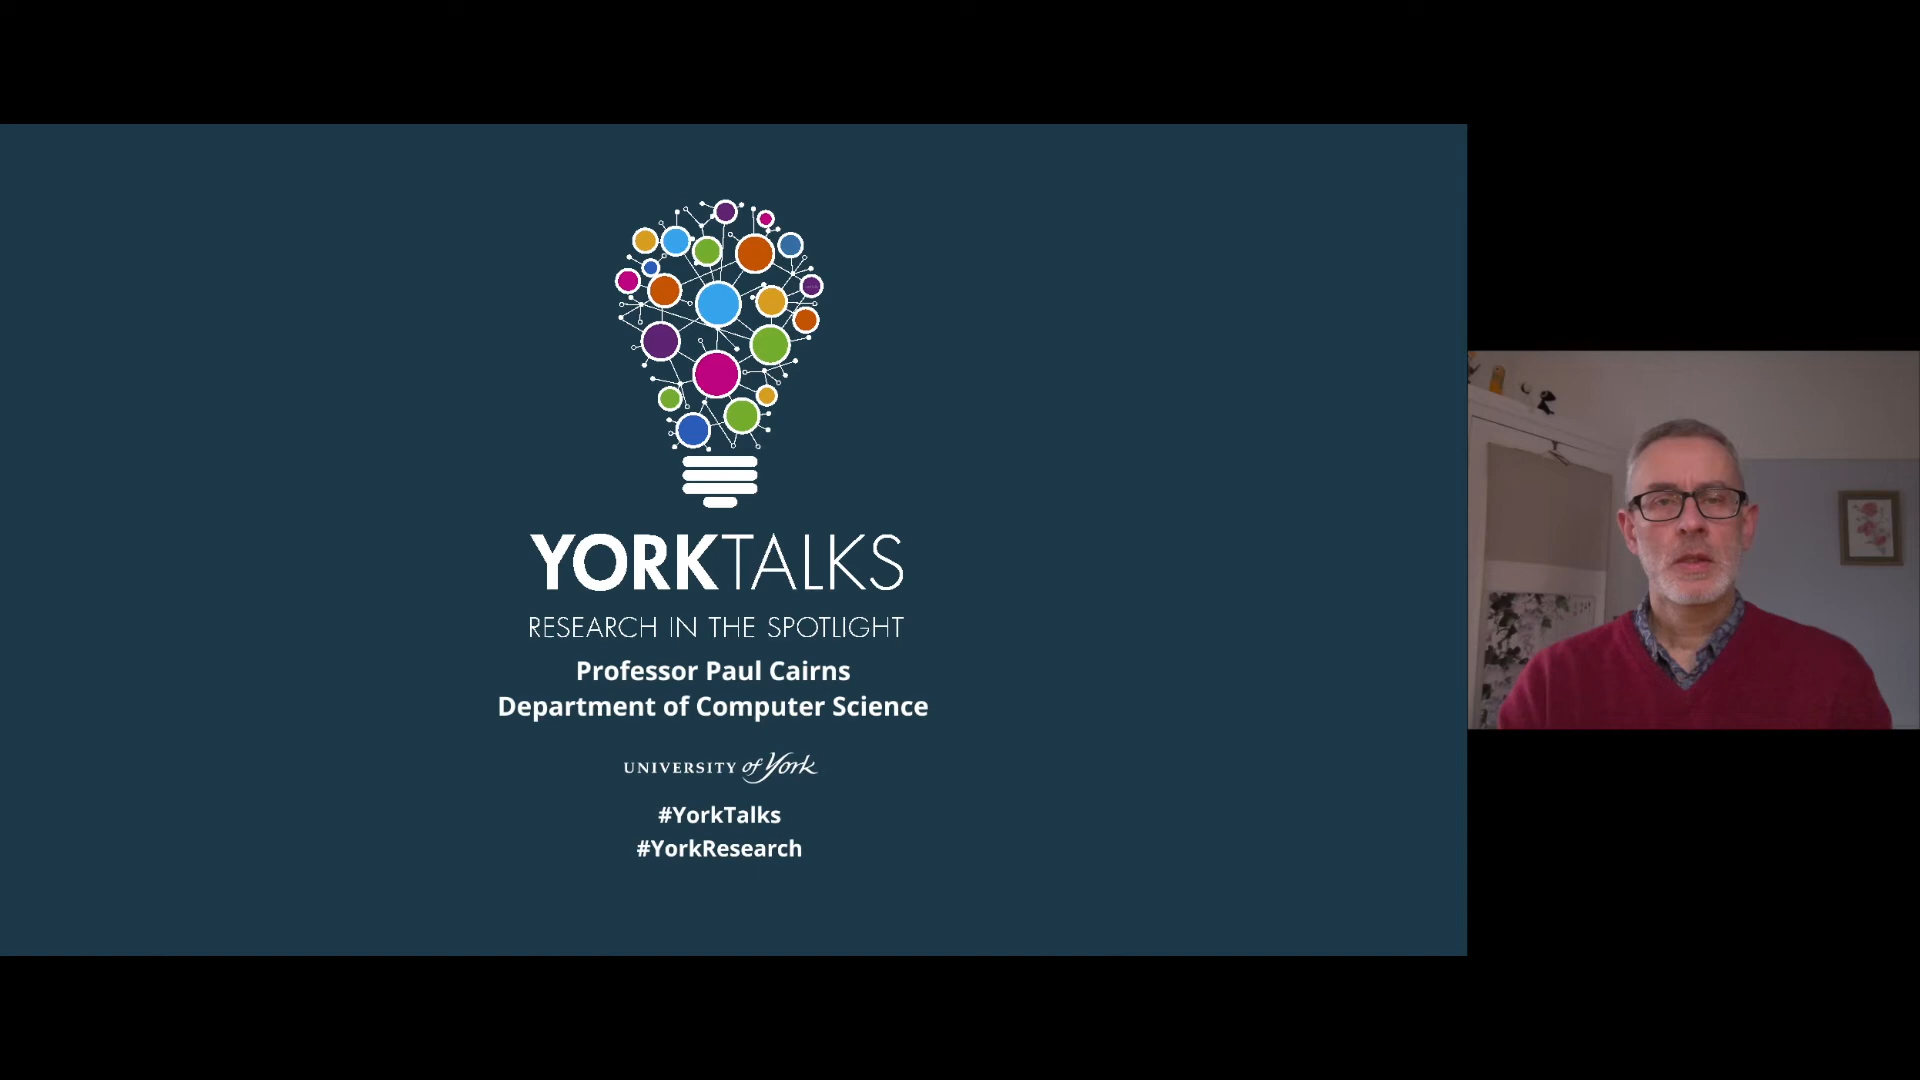 YORKTALKS
RESEARCH IN THE SPOTLIGHT
Professor Paul Cairns
Department of Computer Science
UNIVERSITY of York
#YorkTalks
#YorkResearch